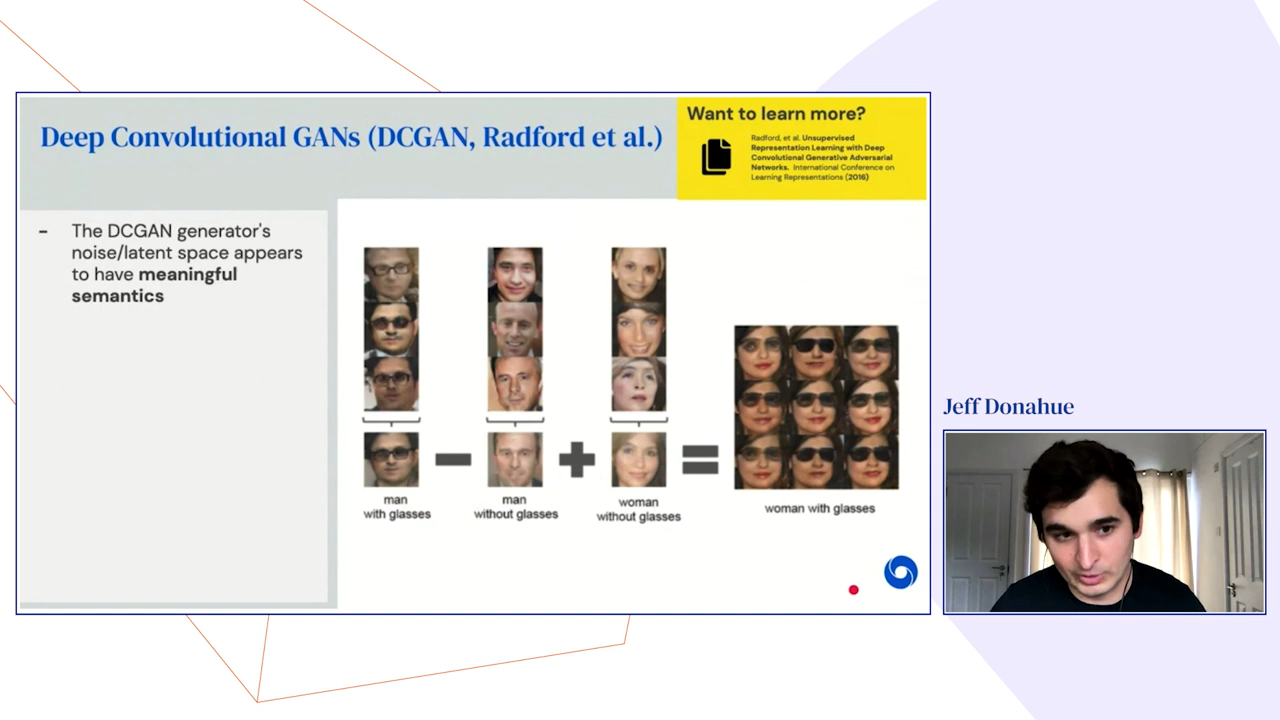 Deep Convolutional GANs (DCGAN, Radford et al.)
Want to learn more?
Radford, et al. Unsupervised
Representation Learning with Deep
Convolutional Generative Adversarial
Networks. International Conference on
Learning Representations (2016)
- The DCGAN generator's
noise/latent space appears
to have meaningful
semantics
man
with glasses
man
without glasses
woman
without glasses
woman with glasses
Jeff Donahue